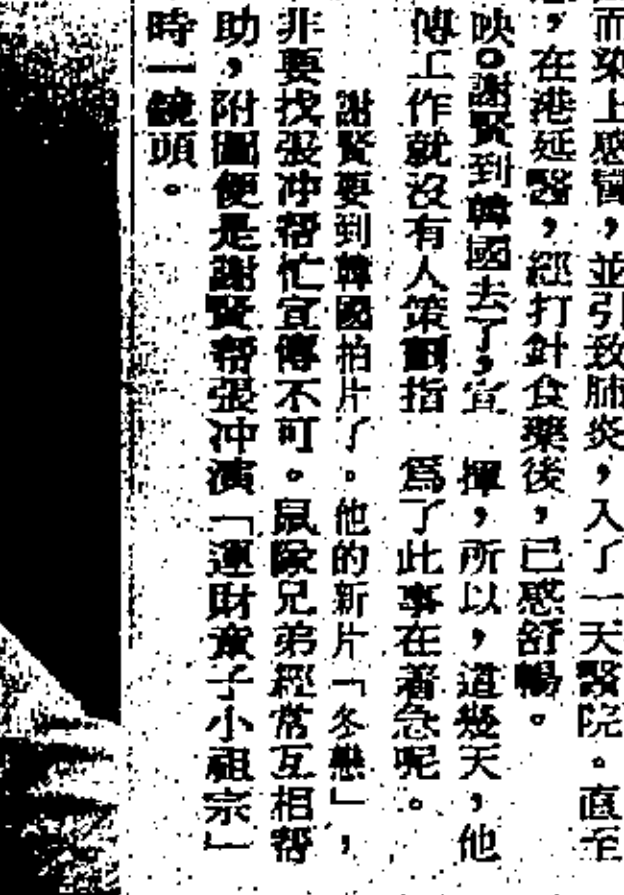 而染上感冒，並引致肺炎，入了一天醫院。直至
，在港延醫，經打針食藥後，已感舒暢。
映。謝賢到韓國去了，宣 揮，所以，這幾天，他
傳工作就沒有人策劃指 爲了此事在着急呢。
謝賢要到韓國拍片了。他的新片「冬戀」，
非要找張冲帮忙宣傳不可。鼠隊兄弟經常互相帮
助，附圖便是謝賢帮張冲演「運財童子小祖宗」
時一鏡頭。